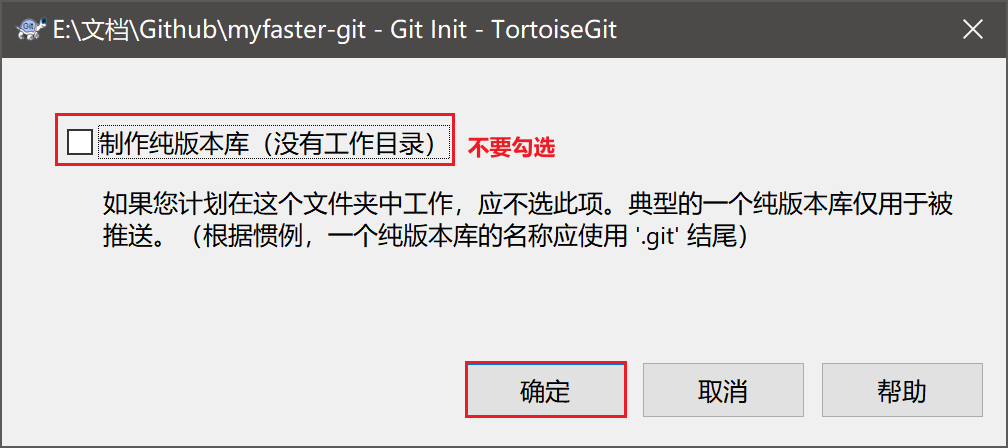 E:\文档\Github\myfaster-git - Git Init - TortoiseGit
制作纯版本库（没有工作目录） 不要勾选
如果您计划在这个文件夹中工作，应不选此项。典型的一个纯版本库仅用于被
推送。（根据惯例，一个纯版本库的名称应使用 '.git' 结尾）
确定 取消 帮助